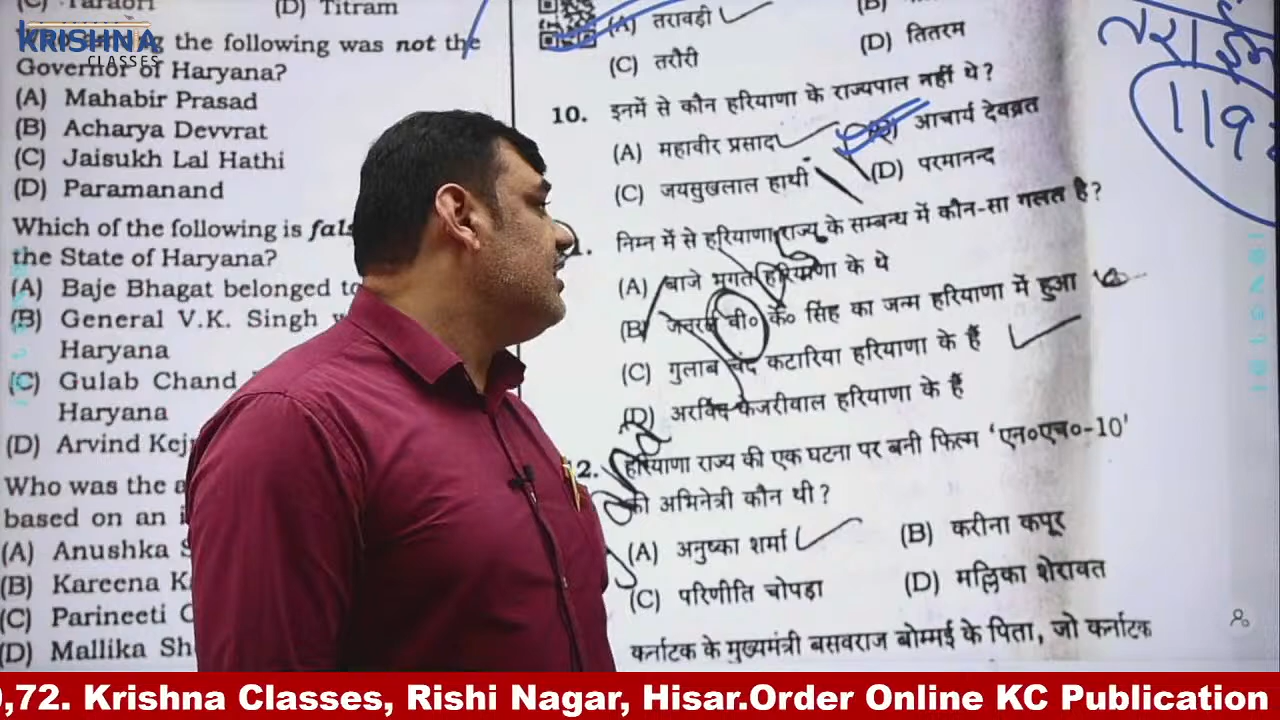 (C) Taraori (D) Titram
KRISHNA
CLASSES
the following was not the
Governor of Haryana?
(A) Mahabir Prasad
(B) Acharya Devvrat
(C) Jaisukh Lal Hathi
(D) Paramanand
Which of the following is
the State of Haryana?
(A) Baje Bhagat belonged to
(B) General V.K. Singh
Haryana
(C) Gulab Chand
Haryana
(D) Arvind
Who was the
based on an
(A) Anushka
(B) Kareena
(C) Parineeti
(D) Mallika
(A) तरावड़ी (B)
(C) तरौरी (D) तितरम
10. इनमें से कौन हरियाणा के राज्यपाल नहीं थे?
(A) महावीर प्रसाद (B) आचार्य देवव्रत
(C) जयसुखलाल हाथी (D) परमानन्द
निम्न में से हरियाणा राज्य के सम्बन्ध में कौन-सा गलत है?
(A) बाजे भगत हरियाणा के थे
(B) जनरल वी० के० सिंह का जन्म हरियाणा में हुआ
(C) गुलाब चंद कटारिया हरियाणा के हैं
(D) अरविंद केजरीवाल हरियाणा के हैं
हरियाणा राज्य की एक घटना पर बनी फिल्म 'एन०एच०-10'
की अभिनेत्री कौन थी?
(A) अनुष्का शर्मा (B) करीना कपूर
(C) परिणीति चोपड़ा (D) मल्लिका शेरावत
कर्नाटक के मुख्यमंत्री बसवराज बोम्मई के पिता, जो कर्नाटक
तराईन
119
,72. Krishna Classes, Rishi Nagar, Hisar.Order Online KC Publication